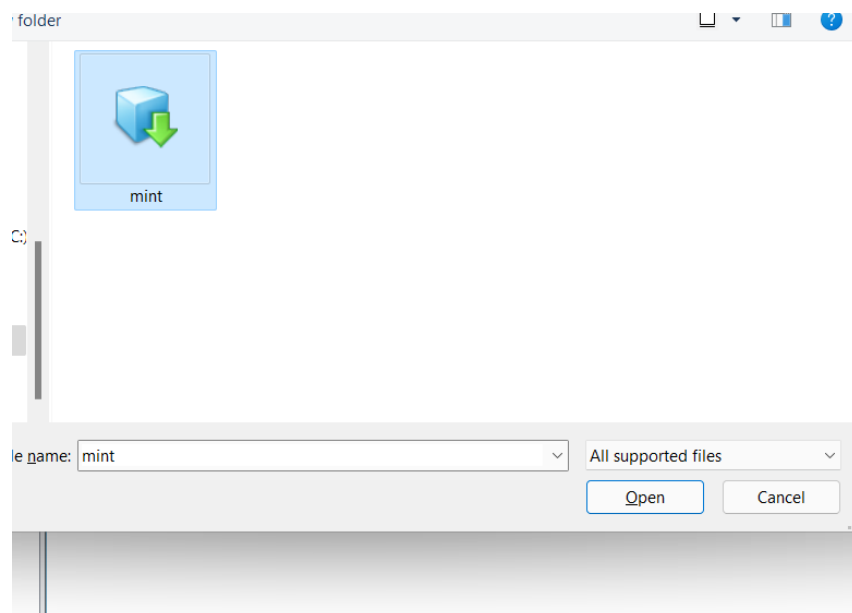 folder
mint
C:)
le name: mint
All supported files
Open
Cancel